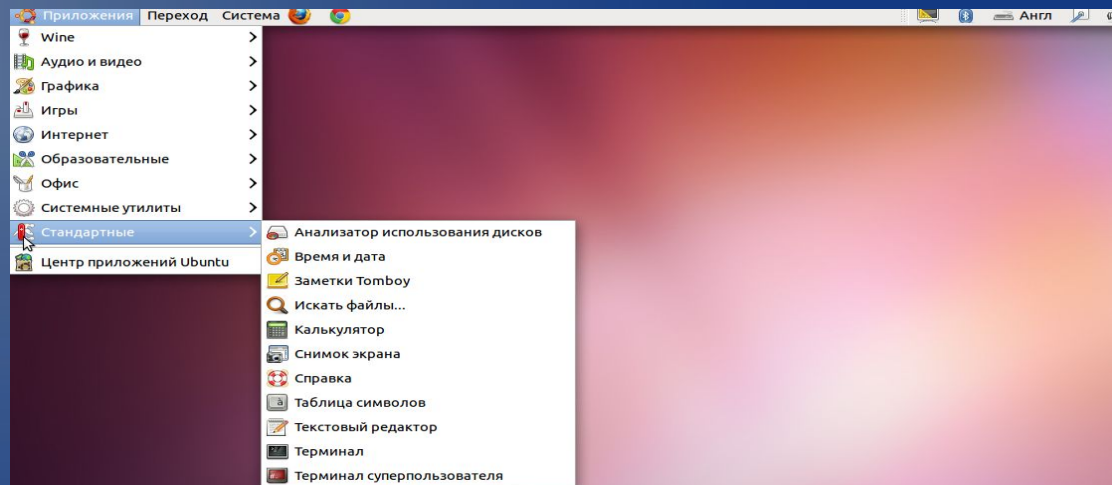 Приложения Переход Система Англ
Wine
Аудио и видео
Графика
Игры
Интернет
Образовательные
Офис
Системные утилиты
Стандартные
Центр приложений Ubuntu
Анализатор использования дисков
Время и дата
Заметки Tomboy
Искать файлы...
Калькулятор
Снимок экрана
Справка
Таблица символов
Текстовый редактор
Терминал
Терминал суперпользователя